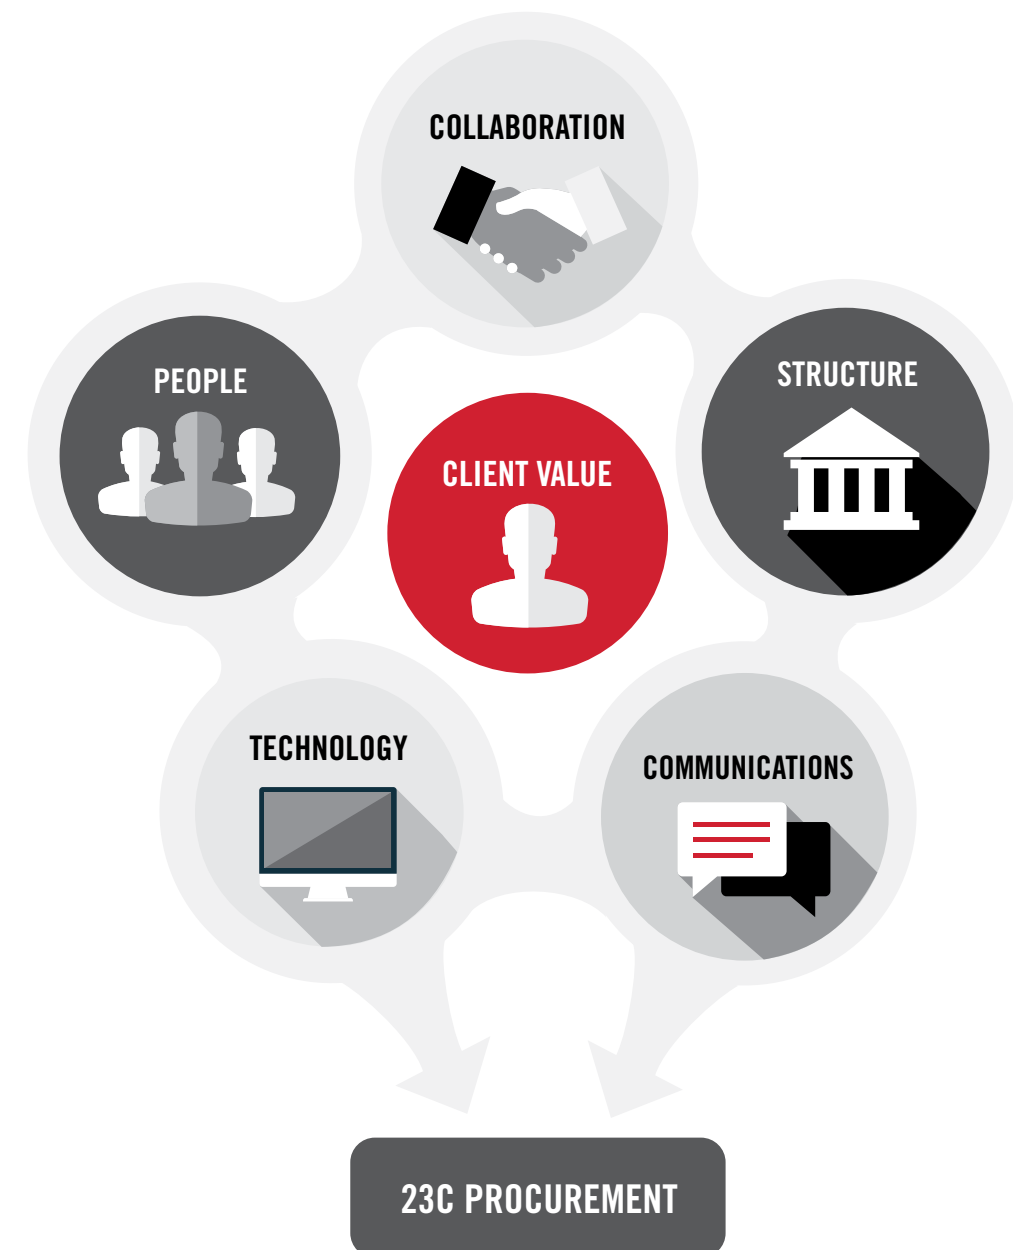 COLLABORATION
PEOPLE
STRUCTURE
CLIENT VALUE
TECHNOLOGY
COMMUNICATIONS
23C PROCUREMENT